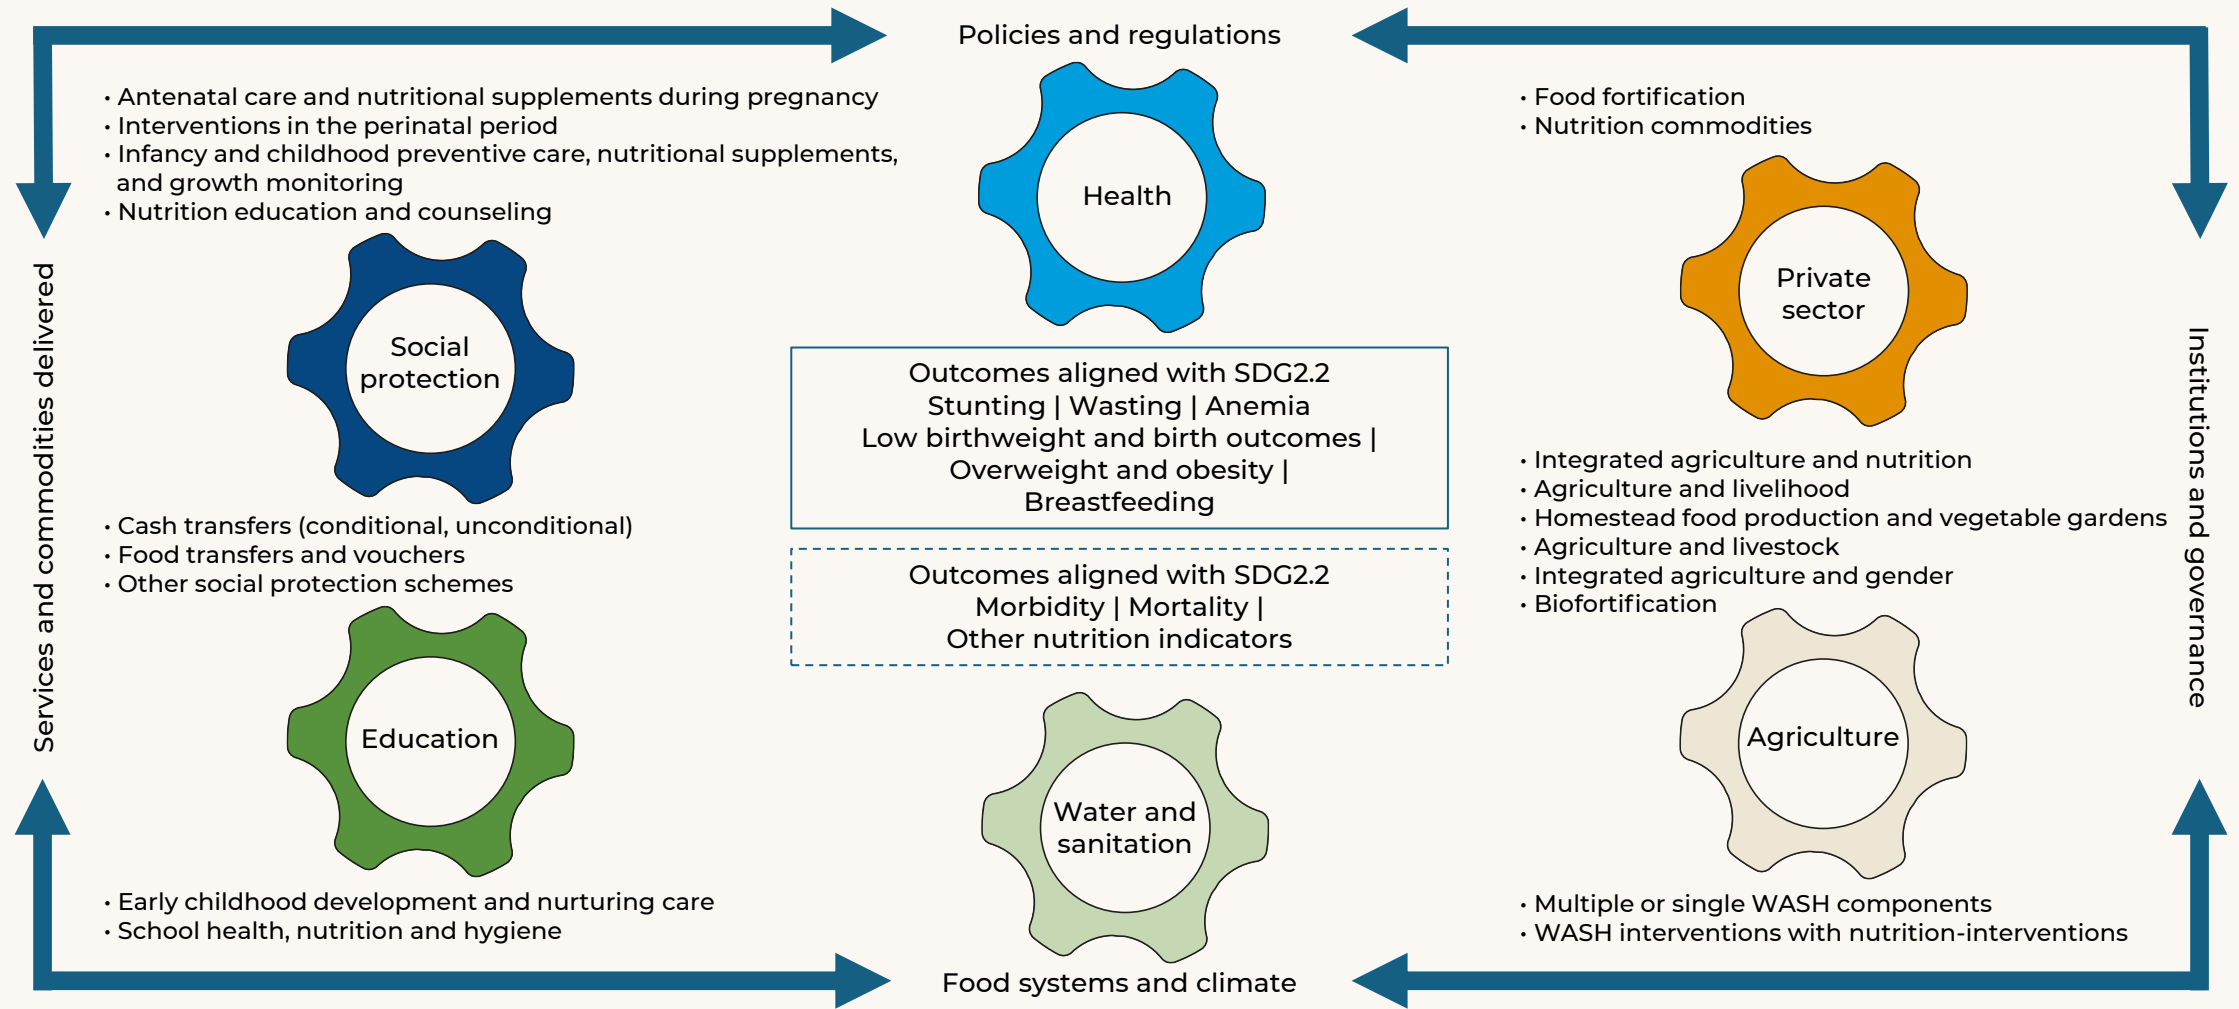 Policies and regulations
• Antenatal care and nutritional supplements during pregnancy
• Interventions in the perinatal period
• Infancy and childhood preventive care, nutritional supplements,
and growth monitoring
• Nutrition education and counseling
Health
• Food fortification
• Nutrition commodities
Private
sector
Services and commodities delivered
Social
protection
Outcomes aligned with SDG2.2
Stunting | Wasting | Anemia
Low birthweight and birth outcomes |
Overweight and obesity |
Breastfeeding
Institutions and governance
• Cash transfers (conditional, unconditional)
• Food transfers and vouchers
• Other social protection schemes
Outcomes aligned with SDG2.2
Morbidity | Mortality |
Other nutrition indicators
• Integrated agriculture and nutrition
• Agriculture and livelihood
• Homestead food production and vegetable gardens
• Agriculture and livestock
• Integrated agriculture and gender
• Biofortification
Education
Water and
sanitation
Agriculture
• Early childhood development and nurturing care
• School health, nutrition and hygiene
• Multiple or single WASH components
• WASH interventions with nutrition-interventions
Food systems and climate